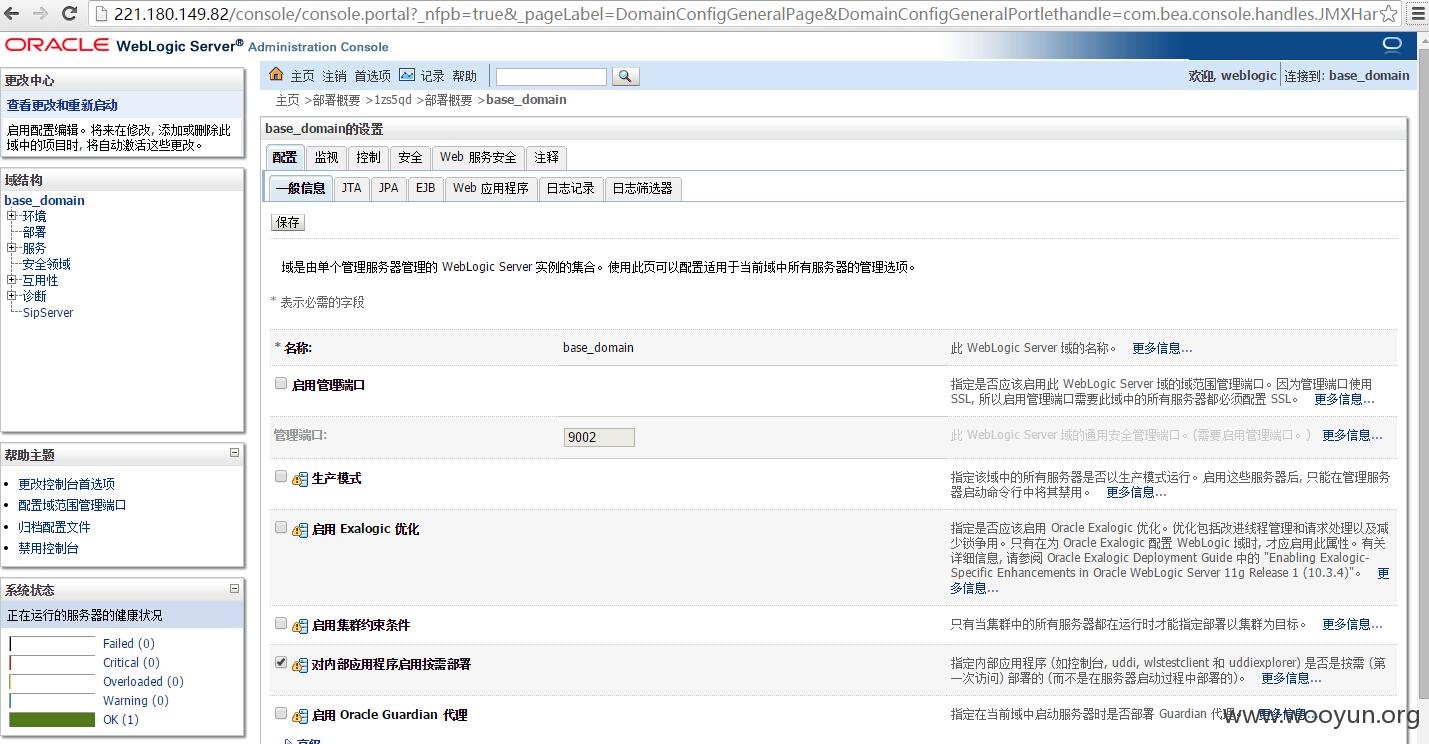 221.180.149.82/console/console.portal?_nfpb=true&_pageLabel=DomainConfigGeneralPage&DomainConfigGeneralPortlethandle=com.bea.console.handles.JMXHar
ORACLE WebLogic Server® Administration Console
更改中心
查看更改和重新启动
启用配置编辑。将来在修改, 添加或删除此
域中的项目时, 将自动激活这些更改。
域结构
base_domain
环境
部署
服务
安全领域
互用性
诊断
SipServer
帮助主题
更改控制台首选项
配置域范围管理端口
归档配置文件
禁用控制台
系统状态
正在运行的服务器的健康状况
Failed (0)
Critical (0)
Overloaded (0)
Warning (0)
OK (1)
主页 注销 首选项 记录 帮助
欢迎, weblogic 连接到: base_domain
主页 >部署概要 >1zs5qd >部署概要 >base_domain
base_domain的设置
配置 监视 控制 安全 Web 服务安全 注释
一般信息 JTA JPA EJB Web 应用程序 日志记录 日志筛选器
保存
域是由单个管理服务器管理的 WebLogic Server 实例的集合。使用此页可以配置适用于当前域中所有服务器的管理选项。
* 表示必需的字段
* 名称: base_domain 此 WebLogic Server 域的名称。 更多信息...
启用管理端口 指定是否应该启用此 WebLogic Server 域的域范围管理端口。因为管理端口使用
SSL, 所以启用管理端口需要此域中的所有服务器都必须配置 SSL。 更多信息...
管理端口: 9002 此 WebLogic Server 域的通用安全管理端口。(需要启用管理端口。) 更多信息...
生产模式 指定该域中的所有服务器是否以生产模式运行。启用这些服务器后, 只能在管理服务
器启动命令行中将其禁用。 更多信息...
启用 Exalogic 优化 指定是否应该启用 Oracle Exalogic 优化。优化包括改进线程管理和请求处理以及减
少锁争用。只有在为 Oracle Exalogic 配置 WebLogic 域时, 才应启用此属性。有关
详细信息, 请参阅 Oracle Exalogic Deployment Guide 中的 "Enabling Exalogic-
Specific Enhancements in Oracle WebLogic Server 11g Release 1 (10.3.4)"。 更
多信息...
启用集群约束条件 只有当集群中的所有服务器都在运行时才能指定部署以集群为目标。 更多信息...
对内部应用程序启用按需部署 指定内部应用程序 (如控制台, uddi, wlstestclient 和 uddiexplorer) 是否是按需 (第
一次访问) 部署的 (而不是在服务器启动过程中部署的)。 更多信息...
启用 Oracle Guardian 代理 指定在当前域中启动服务器时是否部署 Guardian 代理。 更多信息...
高级
www.wooyun.org